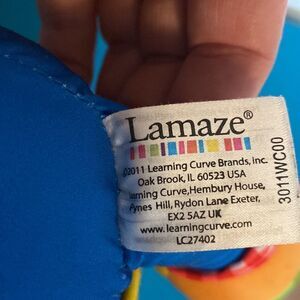 Lamaze®
©2011 Learning Curve Brands, inc.
Oak Brook, IL 60523 USA
Learning Curve, Hembury House,
Pynes Hill, Rydon Lane Exeter,
EX2 5AZ UK
www.learningcurve.com
LC27402
3011WC00